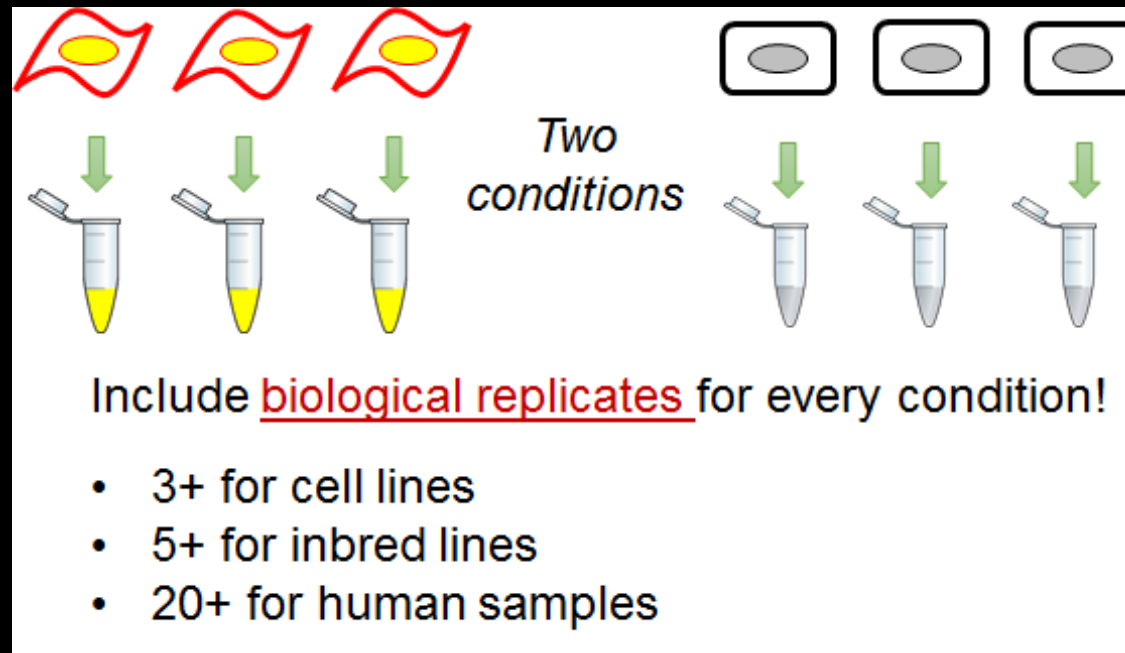 Two
conditions
Include biological replicates for every condition!
• 3+ for cell lines
• 5+ for inbred lines
• 20+ for human samples